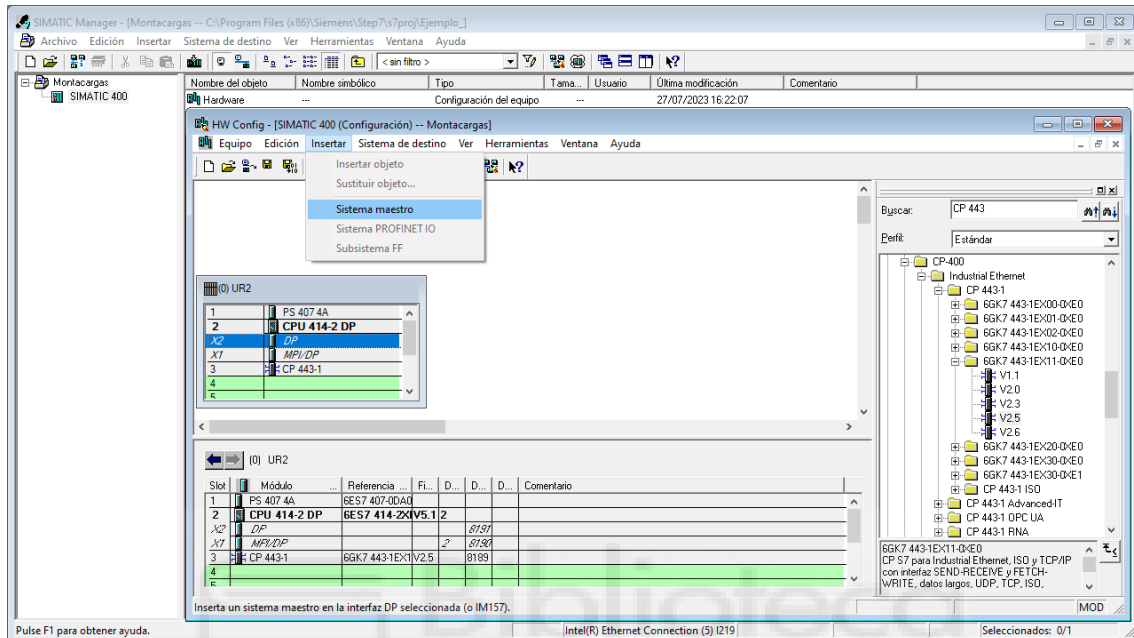 SIMATIC Manager - [Montacargas -- C:\Program Files (x86)\Siemens\Step7\s7proj\Ejemplo_]
Archivo Edición Insertar Sistema de destino Ver Herramientas Ventana Ayuda
< sin filtro >
Montacargas
SIMATIC 400
Nombre del objeto Nombre simbólico Tipo Tama... Usuario Última modificación Comentario
Hardware --- Configuración del equipo --- 27/07/2023 16:22:07
HW Config - [SIMATIC 400 (Configuración) -- Montacargas]
Equipo Edición Insertar Sistema de destino Ver Herramientas Ventana Ayuda
Insertar objeto
Sustituir objeto...
Sistema maestro
Sistema PROFINET IO
Subsistema FF
(0) UR2
1 PS 407 4A
2 CPU 414-2 DP
X2 DP
X1 MPI/DP
3 CP 443-1
4
5
Buscar: CP 443
Perfil: Estándar
CP-400
Industrial Ethernet
CP 443-1
6GK7 443-1EX00-0XE0
6GK7 443-1EX01-0XE0
6GK7 443-1EX02-0XE0
6GK7 443-1EX10-0XE0
6GK7 443-1EX11-0XE0
V1.1
V2.0
V2.3
V2.5
V2.6
6GK7 443-1EX20-0XE0
6GK7 443-1EX30-0XE0
6GK7 443-1EX30-0XE1
CP 443-1 ISO
CP 443-1 Advanced-IT
CP 443-1 OPC UA
CP 443-1 RNA
6GK7 443-1EX11-0XE0
CP S7 para Industrial Ethernet, ISO y TCP/IP
con interfaz SEND-RECEIVE y FETCH-
WRITE, datos largos, UDP, TCP, ISO,
(0) UR2
Slot Módulo ... Referencia ... Fi... D... D... D... Comentario
1 PS 407 4A 6ES7 407-0DA0
2 CPU 414-2 DP 6ES7 414-2X V5.1 2
X2 DP 8191
X1 MPI/DP 2 8190
3 CP 443-1 6GK7 443-1EX1 V2.5 8189
4
5
Biblioteca
Inserta un sistema maestro en la interfaz DP seleccionada (o IM157). MOD
Pulse F1 para obtener ayuda. Intel(R) Ethernet Connection (5) I219 Seleccionados: 0/1